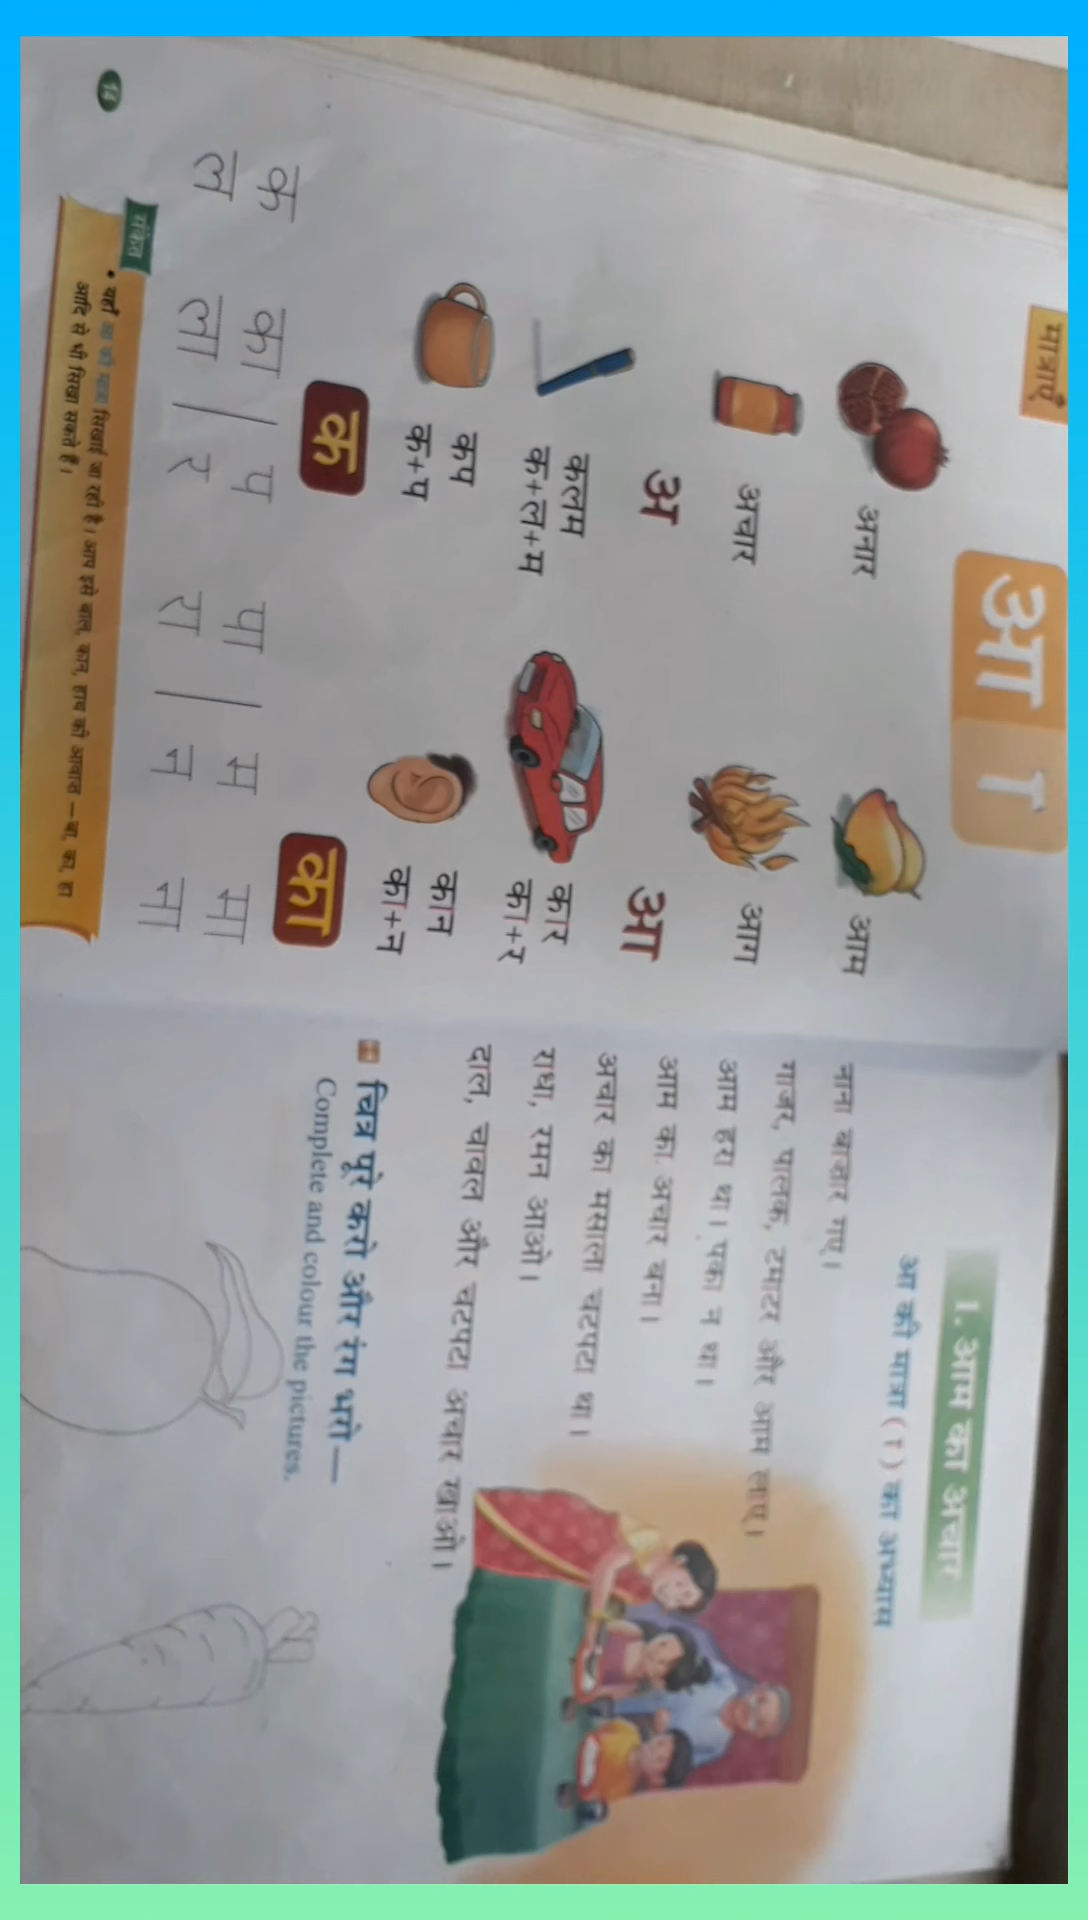 मात्राएँ
आ ा
अनार
आम
अचार
आग
अ
आ
कलम
क+ल+म
कार
का+र
कप
क+प
कान
का+न
क
का
क का | प पा | म मा
ल ला | र रा | न ना
संकेत
• यहाँ आ की मात्रा सिखाई जा रही है। आप इसे बाल, कान, हाथ की आवाज़ — बा, का, हा
आदि से भी सिखा सकते हैं।
14
1. आम का अचार
आ की मात्रा ( ा ) का अभ्यास
नाना बाज़ार गए।
गाजर, पालक, टमाटर और आम लाए।
आम हरा था। पका न था।
आम का अचार बना।
अचार का मसाला चटपटा था।
राधा, रमन आओ।
दाल, चावल और चटपटा अचार खाओ।
चित्र पूरे करो और रंग भरो—
Complete and colour the pictures.